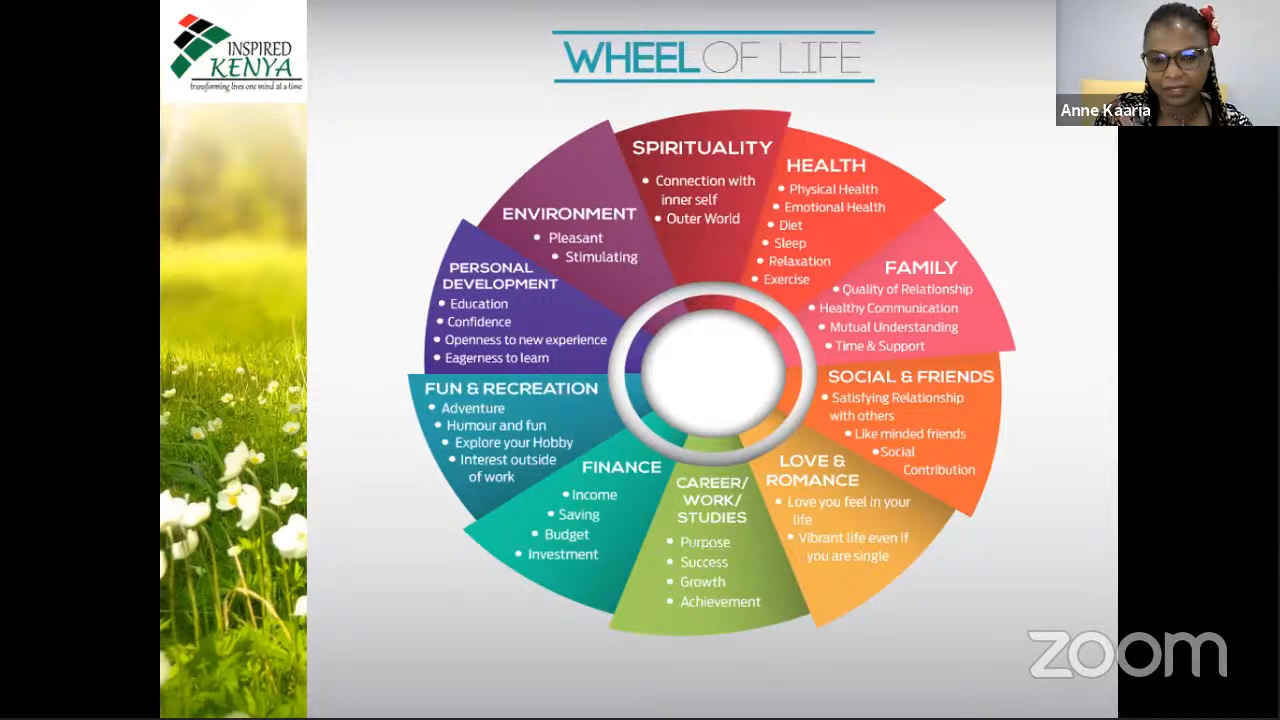 INSPIRED
KENYA
transforming lives one mind at a time
WHEEL OF LIFE
Anne Kaaria
SPIRITUALITY
• Connection with
inner self
• Outer World
HEALTH
• Physical Health
• Emotional Health
• Diet
• Sleep
• Relaxation
• Exercise
FAMILY
• Quality of Relationship
• Healthy Communication
• Mutual Understanding
• Time & Support
SOCIAL & FRIENDS
• Satisfying Relationship
with others
• Like minded friends
• Social
Contribution
LOVE &
ROMANCE
• Love you feel in your
life
• Vibrant life even if
you are single
CAREER/
WORK/
STUDIES
• Purpose
• Success
• Growth
• Achievement
FINANCE
• Income
• Saving
• Budget
• Investment
FUN & RECREATION
• Adventure
• Humour and fun
• Explore your Hobby
• Interest outside
of work
PERSONAL
DEVELOPMENT
• Education
• Confidence
• Openness to new experience
• Eagerness to learn
ENVIRONMENT
• Pleasant
• Stimulating
zoom